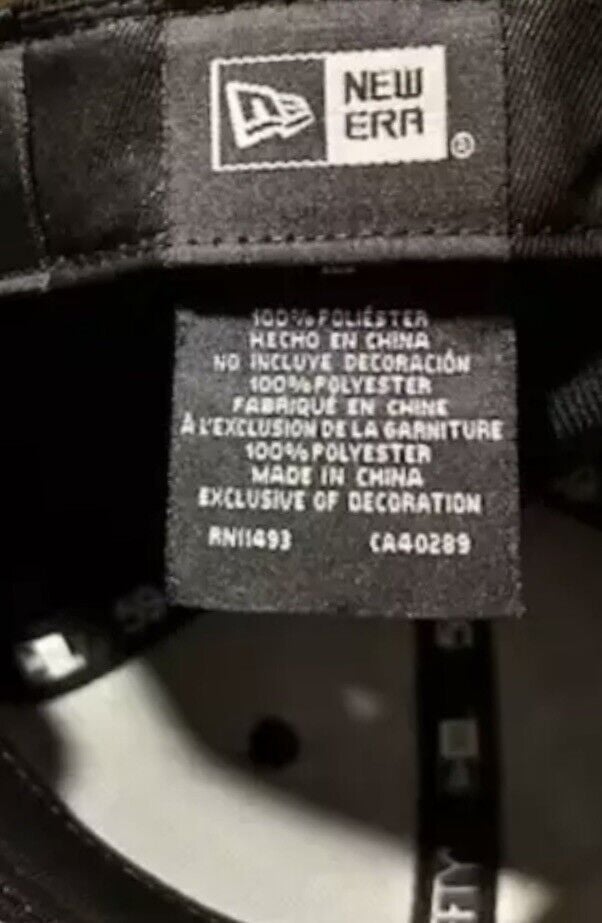 NEW
ERA
®
100% POLIÉSTER
HECHO EN CHINA
NO INCLUYE DECORACIÓN
100% POLYESTER
FABRIQUÉ EN CHINE
À L'EXCLUSION DE LA GARNITURE
100% POLYESTER
MADE IN CHINA
EXCLUSIVE OF DECORATION
RN11493 CA40289
59